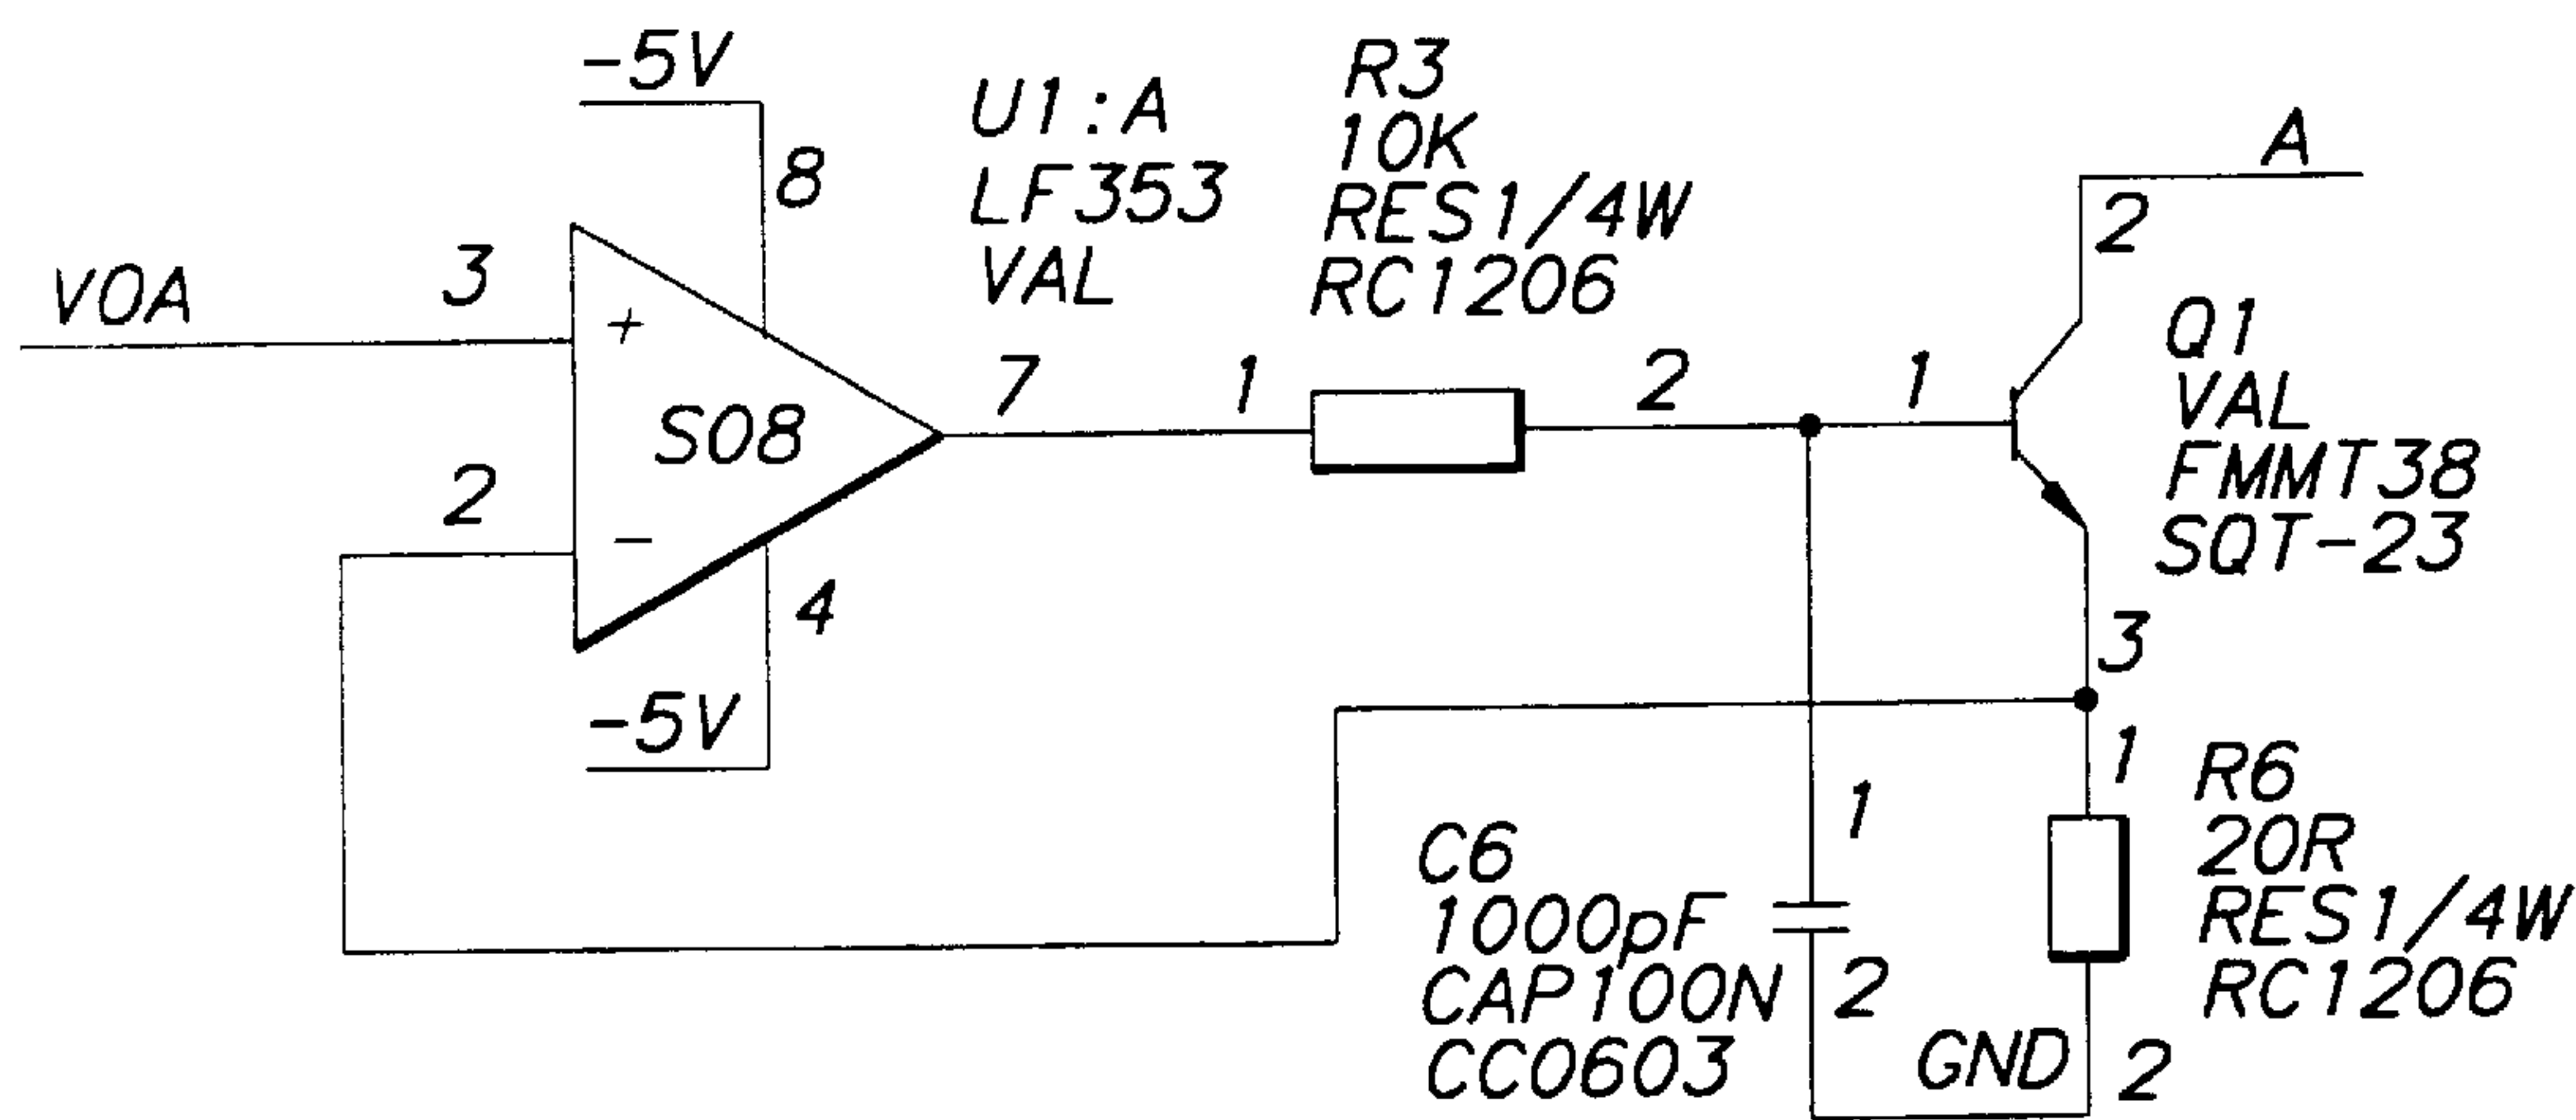 -5V
8
U1:A
LF353
VAL
R3
10K
RES1/4W
RC1206
A
2
VOA
3
+
S08
2
-
7
1
2
1
Q1
VAL
FMMT38
SQT-23
3
4
-5V
1
R6
20R
RES1/4W
RC1206
C6
1000pF
CAP100N
CC0603
1
2
GND
2